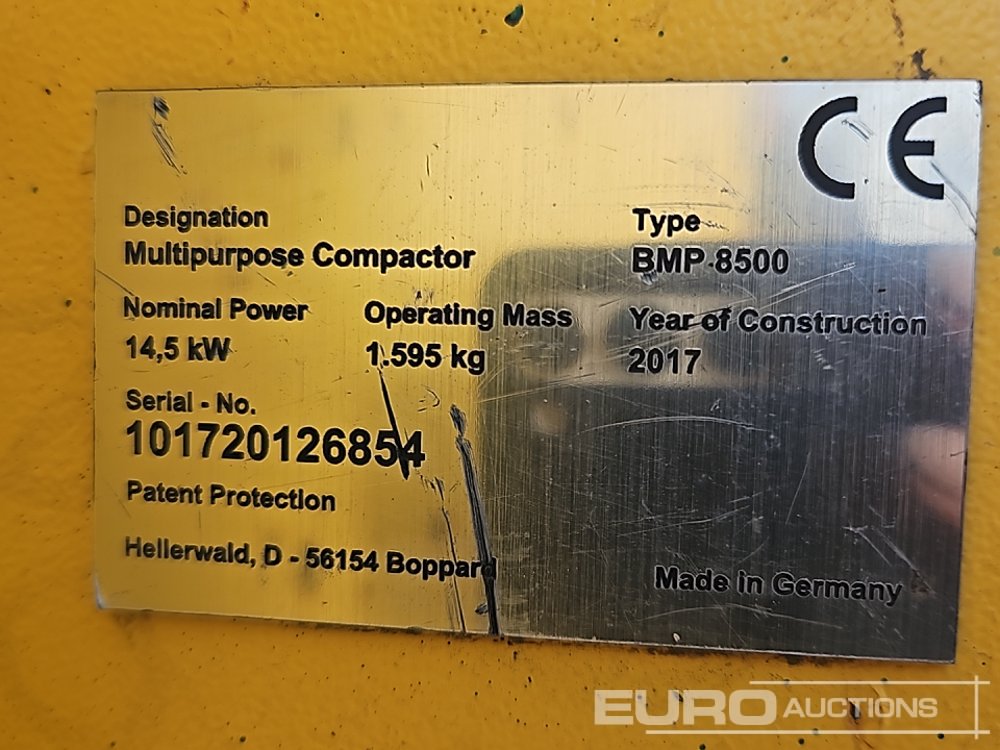 CE
Designation
Multipurpose Compactor
Type
BMP 8500
Nominal Power
14,5 kW
Operating Mass
1.595 kg
Year of Construction
2017
Serial - No.
101720126854
Patent Protection
Hellerwald, D - 56154 Boppard
Made in Germany
EURO AUCTIONS